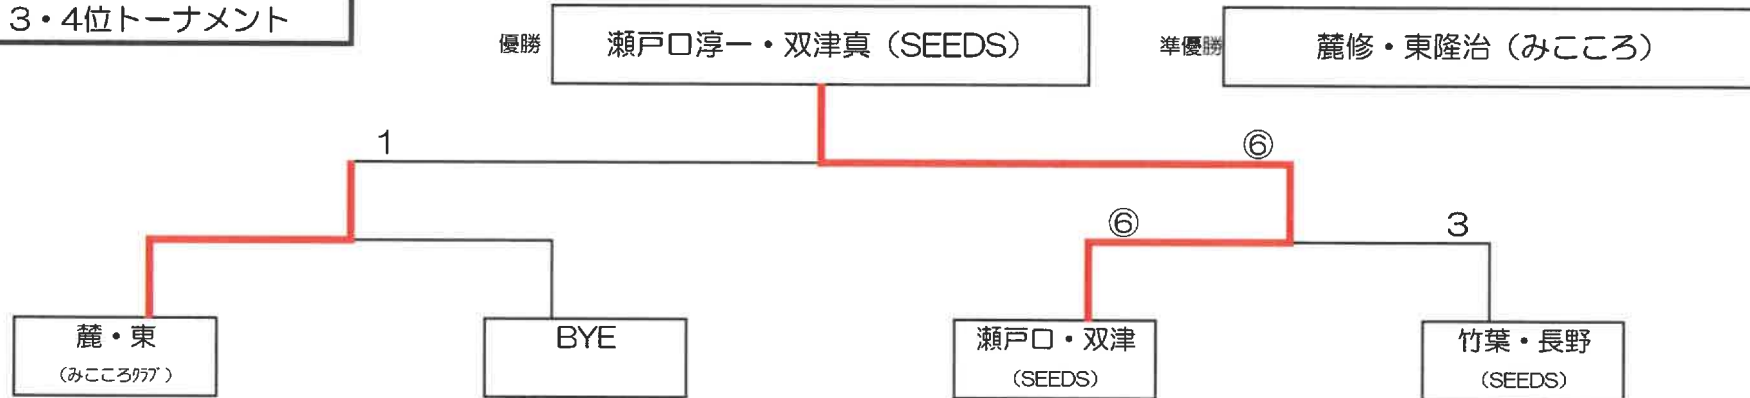 3・4位トーナメント
優勝
瀬戸口淳一・双津真（SEEDS）
準優勝
麓修・東隆治（みこころ）
1
⑥
⑥
3
麓・東
（みこころｸﾗﾌﾞ）
BYE
瀬戸口・双津
（SEEDS）
竹葉・長野
（SEEDS）